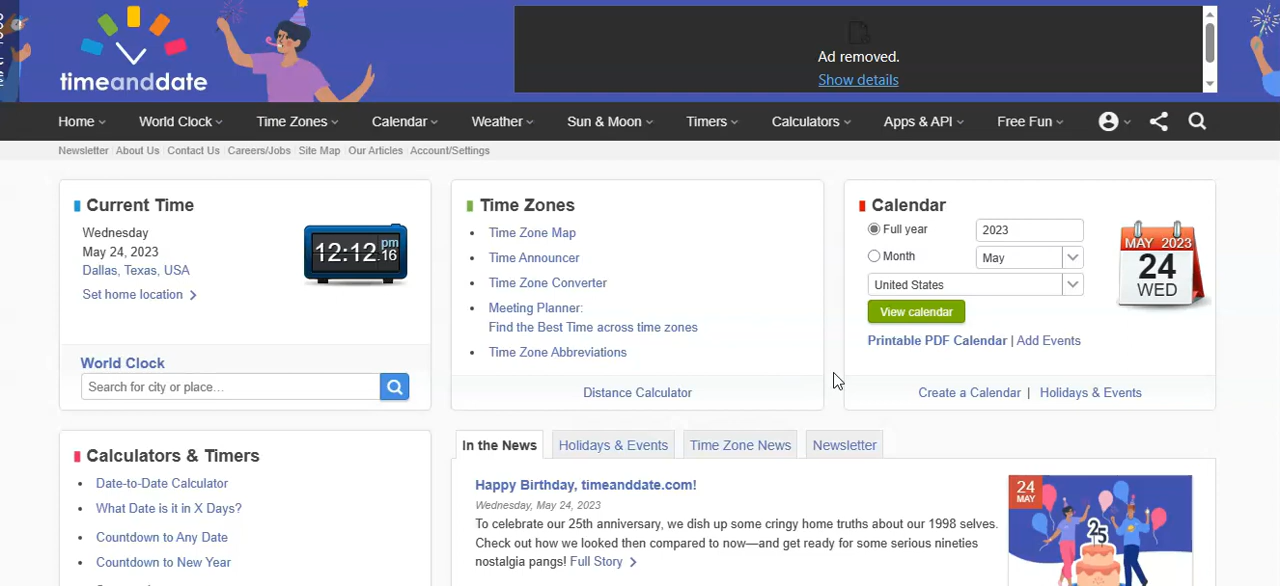 timeanddate
Ad removed.
Show details
Home World Clock Time Zones Calendar Weather Sun & Moon Timers Calculators Apps & API Free Fun
Newsletter About Us Contact Us Careers/Jobs Site Map Our Articles Account/Settings
Current Time
Wednesday
May 24, 2023
Dallas, Texas, USA
Set home location
12:12 pm 16
World Clock
Search for city or place...
Time Zones
Time Zone Map
Time Announcer
Time Zone Converter
Meeting Planner:
Find the Best Time across time zones
Time Zone Abbreviations
Distance Calculator
Calendar
Full year 2023
Month May
United States
View calendar
Printable PDF Calendar | Add Events
MAY 2023
24
WED
Create a Calendar | Holidays & Events
Calculators & Timers
Date-to-Date Calculator
What Date is it in X Days?
Countdown to Any Date
Countdown to New Year
In the News Holidays & Events Time Zone News Newsletter
Happy Birthday, timeanddate.com!
Wednesday, May 24, 2023
To celebrate our 25th anniversary, we dish up some cringy home truths about our 1998 selves.
Check out how we looked then compared to now—and get ready for some serious nineties
nostalgia pangs! Full Story
24
MAY
25